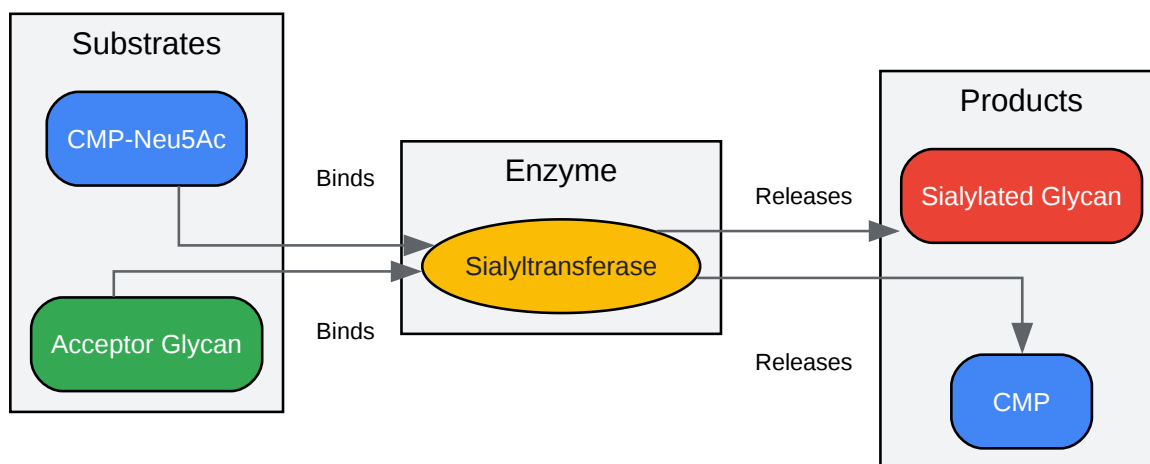 Substrates
CMP-Neu5Ac
Acceptor Glycan
Binds
Binds
Enzyme
Sialyltransferase
Releases
Releases
Products
Sialylated Glycan
CMP